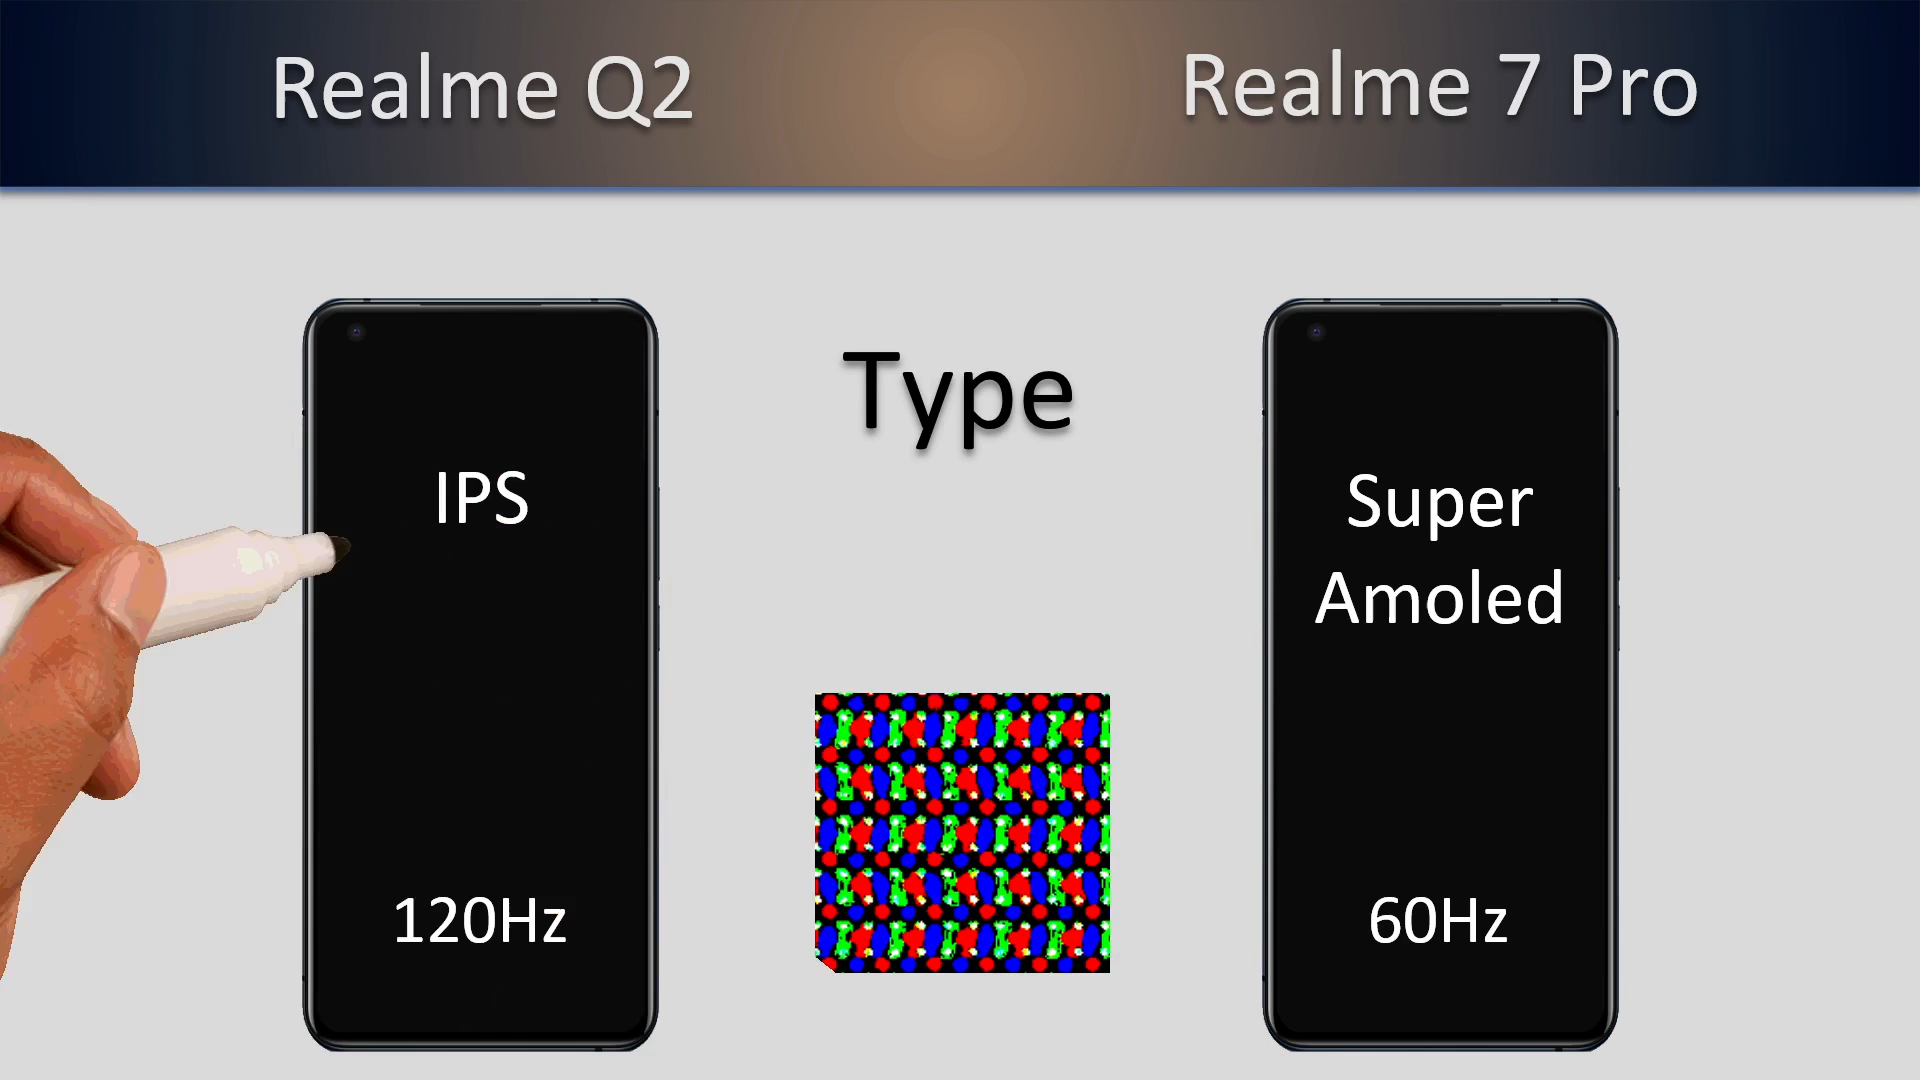 Realme Q2
Realme 7 Pro
Type
IPS
120Hz
Super
Amoled
60Hz